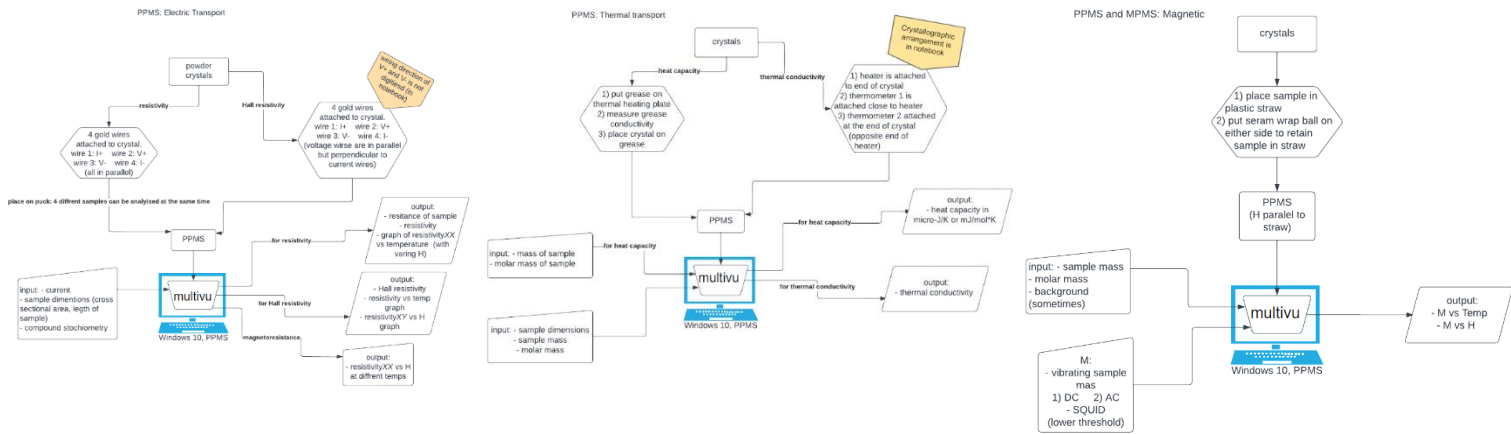 PPMS: Electric Transport
powder
crystals
wiring direction of
V+ and V- is not
digitiesd (in
notebook)
resistivity
Hall resistivity
4 gold wires
attached to crystal.
wire 1: I+ wire 2: V+
wire 3: V- wire 4: I-
(all in parallel)
4 gold wires
attached to crystal.
wire 1: I+ wire 2: V+
wire 3: V- wire 4: I-
(voltage wirse are in parallel
but perpendicular to
current wires)
place on puck: 4 diffrent samples can be analyised at the same time
PPMS
for resistivity
output:
- resitance of sample
- resistivity
- graph of resistivityXX
vs temperature (with
varing H)
input: - current
- sample dimentions (cross
sectional area, legth of
sample)
- compound stochiometry
multivu
Windows 10, PPMS
for Hall resistivity
output:
- Hall resistivity
- resistivity vs temp
graph
- resistivityXY vs H
graph
magnetoresistance
output:
- resistivityXX vs H
at diffrent temps
PPMS: Thermal transport
crystals
Crystallographic
arrangement is
in notebook
heat capacity
thermal conductivity
1) put grease on
thermal heating plate
2) measure grease
conductivity
3) place crystal on
grease
1) heater is attached
to end of crystal
2) thermometer 1 is
attached close to heater
3) thermometer 2 attached
at the end of crystal
(opposite end of
heater)
PPMS
for heat capacity
output:
- heat capacity in
micro-J/K or mJ/mol*K
input: - mass of sample
- molar mass of sample
for heat capacity
multivu
Windows 10, PPMS
for thermal conductivity
output:
- thermal conductivity
input: - sample dimensions
- sample mass
- molar mass
PPMS and MPMS: Magnetic
crystals
1) place sample in
plastic straw
2) put seram wrap ball on
either side to retain
sample in straw
PPMS
(H paralel to
straw)
input: - sample mass
- molar mass
- background
(sometimes)
multivu
Windows 10, PPMS
output:
- M vs Temp
- M vs H
M:
- vibrating sample
mas
1) DC 2) AC
- SQUID
(lower threshold)